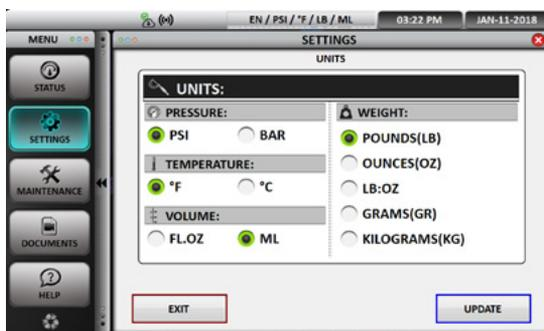 EN / PSI / °F / LB / ML
03:22 PM
JAN-11-2018
MENU
SETTINGS
UNITS
STATUS
SETTINGS
MAINTENANCE
DOCUMENTS
HELP
UNITS:
PRESSURE:
PSI
BAR
TEMPERATURE:
°F
°C
VOLUME:
FL.OZ
ML
WEIGHT:
POUNDS(LB)
OUNCES(OZ)
LB:OZ
GRAMS(GR)
KILOGRAMS(KG)
EXIT
UPDATE